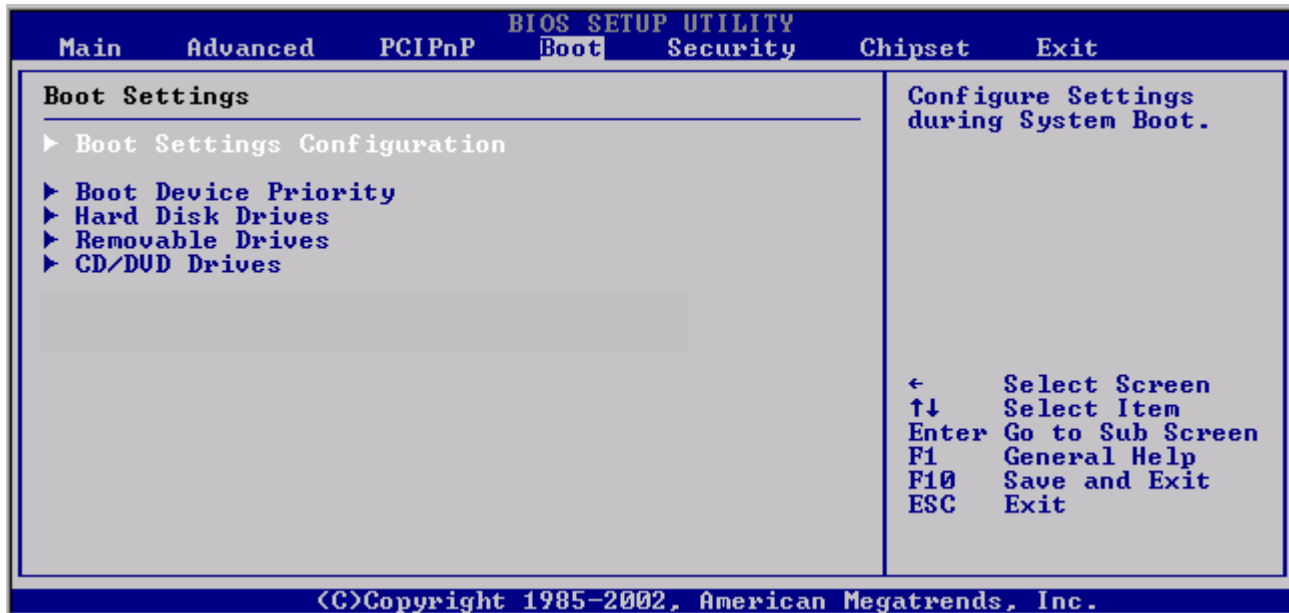 BIOS SETUP UTILITY
Main Advanced PCIPnP Boot Security Chipset Exit
Boot Settings
► Boot Settings Configuration
► Boot Device Priority
► Hard Disk Drives
► Removable Drives
► CD/DVD Drives
Configure Settings
during System Boot.
← Select Screen
↑↓ Select Item
Enter Go to Sub Screen
F1 General Help
F10 Save and Exit
ESC Exit
(C)Copyright 1985-2002, American Megatrends, Inc.